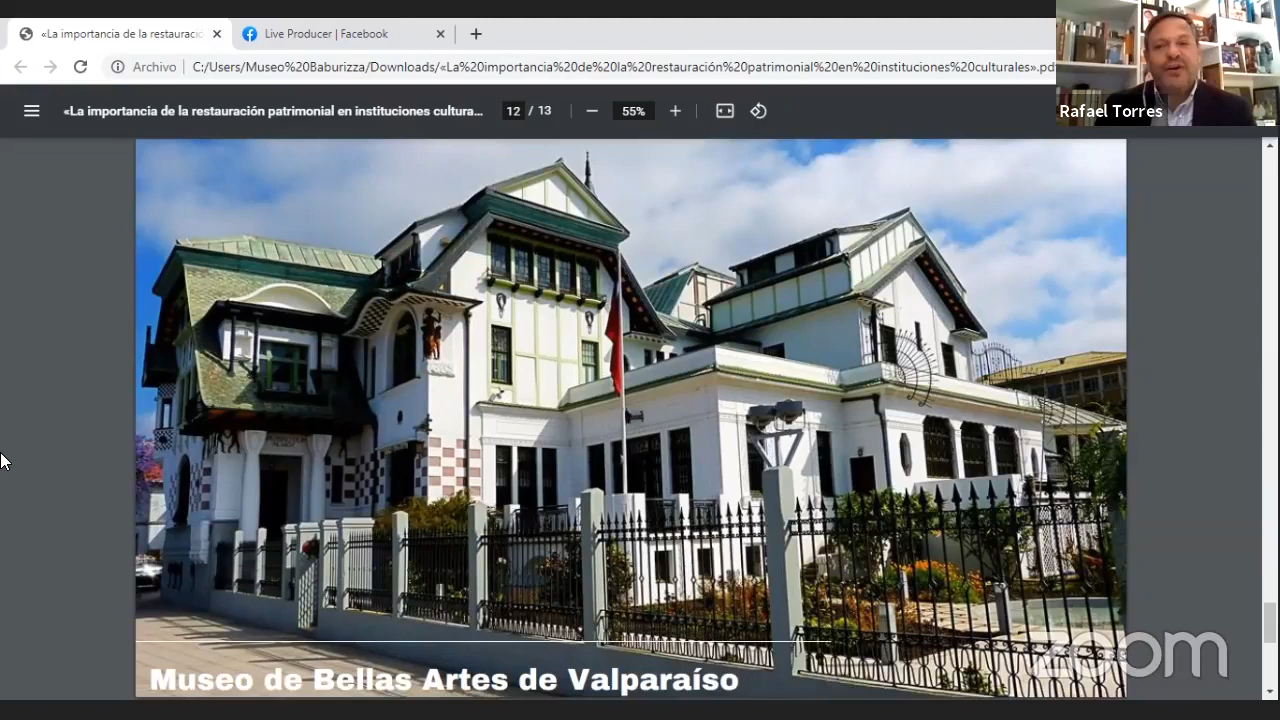 «La importancia de la restauraci
Live Producer | Facebook
Archivo
C:/Users/Museo%20Baburizza/Downloads/«La%20importancia%20de%20la%20restauración%20patrimonial%20en%20instituciones%20culturales».pd
Rafael Torres
«La importancia de la restauración patrimonial en instituciones cultura...
12 / 13
55%
zoom
Museo de Bellas Artes de Valparaíso